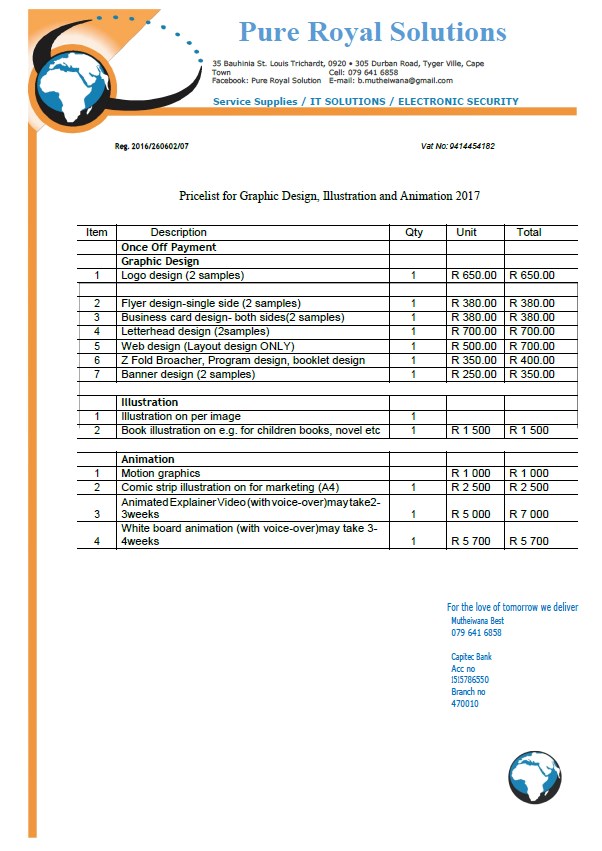 Pure Royal Solutions
35 Bauhinia St. Louis Trichardt, 0920 • 305 Durban Road, Tyger Ville, Cape
Town Cell: 079 641 6858
Facebook: Pure Royal Solution E-mail: b.mutheiwana@gmail.com
Service Supplies / IT SOLUTIONS / ELECTRONIC SECURITY
Reg. 2016/260602/07 Vat No: 9414454182
Pricelist for Graphic Design, Illustration and Animation 2017
Item Description Qty Unit Total
Once Off Payment
Graphic Design
1 Logo design (2 samples) 1 R 650.00 R 650.00
2 Flyer design-single side (2 samples) 1 R 380.00 R 380.00
3 Business card design- both sides(2 samples) 1 R 380.00 R 380.00
4 Letterhead design (2samples) 1 R 700.00 R 700.00
5 Web design (Layout design ONLY) 1 R 500.00 R 700.00
6 Z Fold Broacher, Program design, booklet design 1 R 350.00 R 400.00
7 Banner design (2 samples) 1 R 250.00 R 350.00
Illustration
1 Illustration on per image 1
2 Book illustration on e.g. for children books, novel etc 1 R 1 500 R 1 500
Animation
1 Motion graphics R 1 000 R 1 000
2 Comic strip illustration on for marketing (A4) 1 R 2 500 R 2 500
Animated Explainer Video (with voice-over)may take2-
3 3weeks 1 R 5 000 R 7 000
White board animation (with voice-over)may take 3-
4 4weeks 1 R 5 700 R 5 700
For the love of tomorrow we deliver
Mutheiwana Best
079 641 6858
Capitec Bank
Acc no
1515786550
Branch no
470010